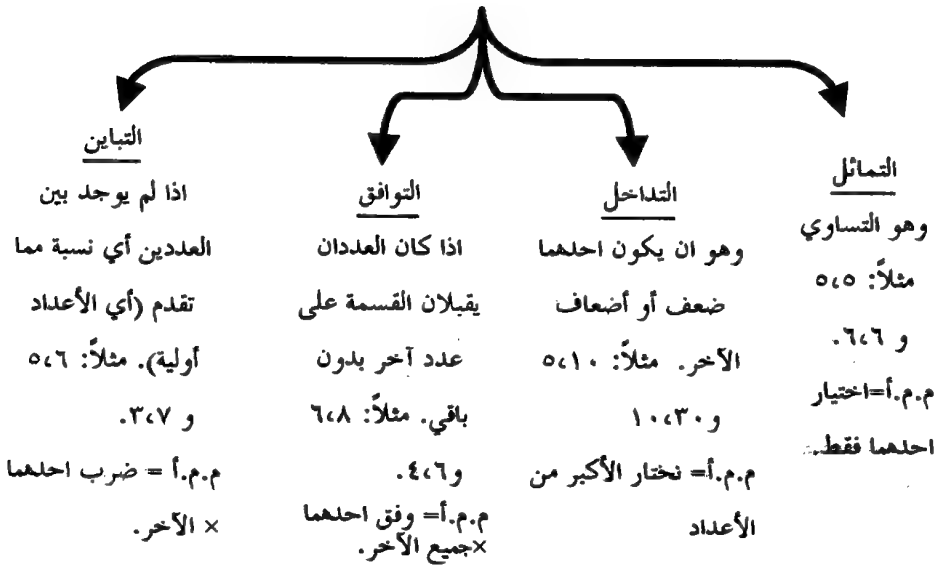 التماثل
وهو التساوي
مثلاً: ٥،٥
و ٦،٦.
م.م.أ=اختيار
احدهما فقط.
التداخل
وهو ان يكون احدهما
ضعف أو أضعاف
الآخر. مثلاً: ٥،١٠
و ١٠،٣٠
م.م.أ= نختار الأكبر من
الأعداد
التوافق
اذا كان العددان
يقبلان القسمة على
عدد آخر بدون
باقي. مثلاً: ٦،٨
و٤،٦.
م.م.أ= وفق احدهما
×جميع الآخر.
التباين
اذا لم يوجد بين
العددين أي نسبة مما
تقدم (أي الأعداد
أولية). مثلاً: ٥،٦
و ٣،٧.
م.م.أ = ضرب احدهما
× الآخر.